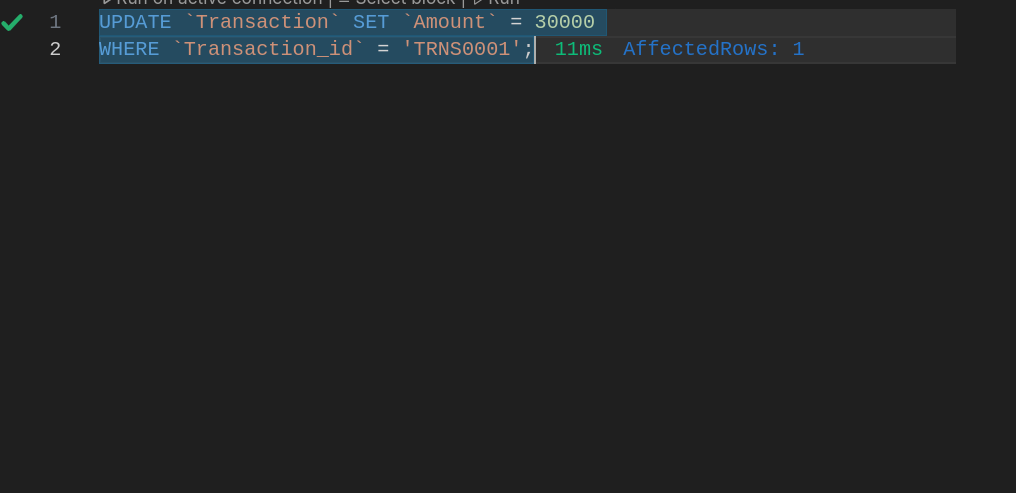 Run on active connection | = Select block | ▷ Run
1 UPDATE `Transaction` SET `Amount` = 30000
2 WHERE `Transaction_id` = 'TRNS0001'; 11ms AffectedRows: 1